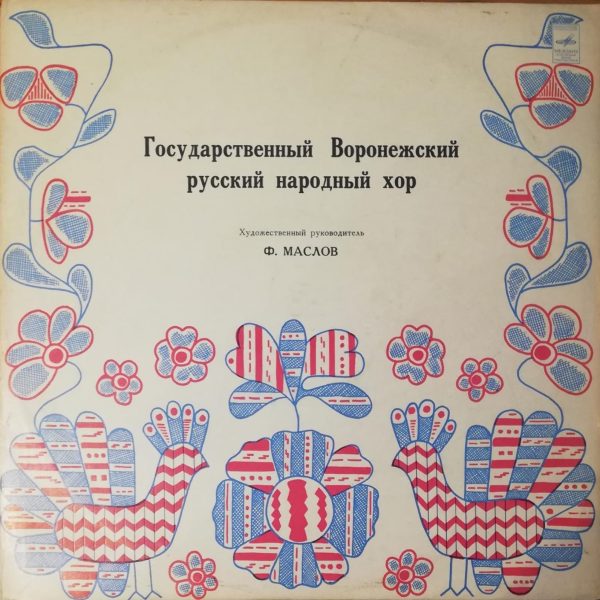 Государственный Воронежский
русский народный хор
Художественный руководитель
Ф. МАСЛОВ